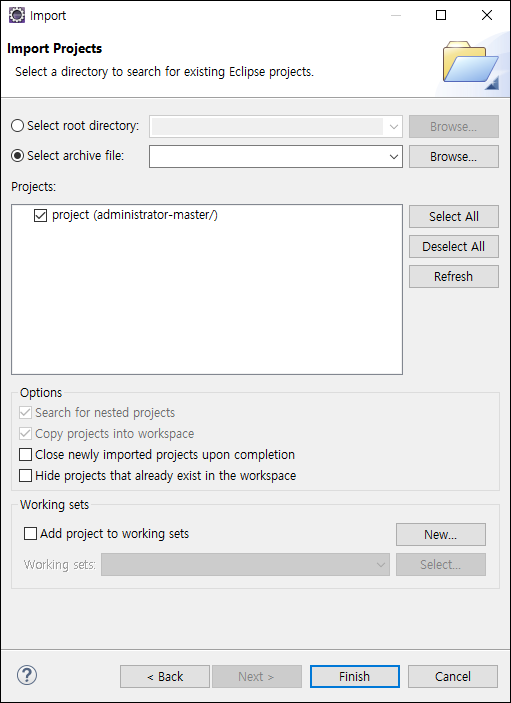 Import
Import Projects
Select a directory to search for existing Eclipse projects.
Select root directory:
Browse...
Select archive file:
Browse...
Projects:
project (administrator-master/)
Select All
Deselect All
Refresh
Options
Search for nested projects
Copy projects into workspace
Close newly imported projects upon completion
Hide projects that already exist in the workspace
Working sets
Add project to working sets
New...
Working sets:
Select...
?
< Back
Next >
Finish
Cancel